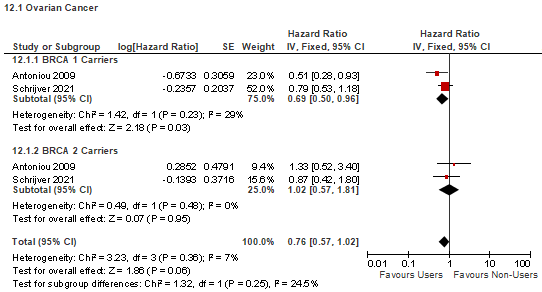 12.1 Ovarian Cancer
Hazard Ratio Hazard Ratio
Study or Subgroup log[Hazard Ratio] SE Weight IV, Fixed, 95% CI IV, Fixed, 95% CI
12.1.1 BRCA 1 Carriers
Antoniou 2009 -0.6733 0.3059 23.0% 0.51 [0.28, 0.93]
Schrijver 2021 -0.2357 0.2037 52.0% 0.79 [0.53, 1.18]
Subtotal (95% CI) 75.0% 0.69 [0.50, 0.96]
Heterogeneity: Chi² = 1.42, df = 1 (P = 0.23); I² = 29%
Test for overall effect: Z = 2.18 (P = 0.03)
12.1.2 BRCA 2 Carriers
Antoniou 2009 0.2852 0.4791 9.4% 1.33 [0.52, 3.40]
Schrijver 2021 -0.1393 0.3716 15.6% 0.87 [0.42, 1.80]
Subtotal (95% CI) 25.0% 1.02 [0.57, 1.81]
Heterogeneity: Chi² = 0.49, df = 1 (P = 0.48); I² = 0%
Test for overall effect: Z = 0.07 (P = 0.95)
Total (95% CI) 100.0% 0.76 [0.57, 1.02]
Heterogeneity: Chi² = 3.23, df = 3 (P = 0.36); I² = 7%
Test for overall effect: Z = 1.86 (P = 0.06)
Test for subgroup differences: Chi² = 1.32, df = 1 (P = 0.25), I² = 24.5%
0.01 0.1 1 10 100
Favours Users Favours Non-Users